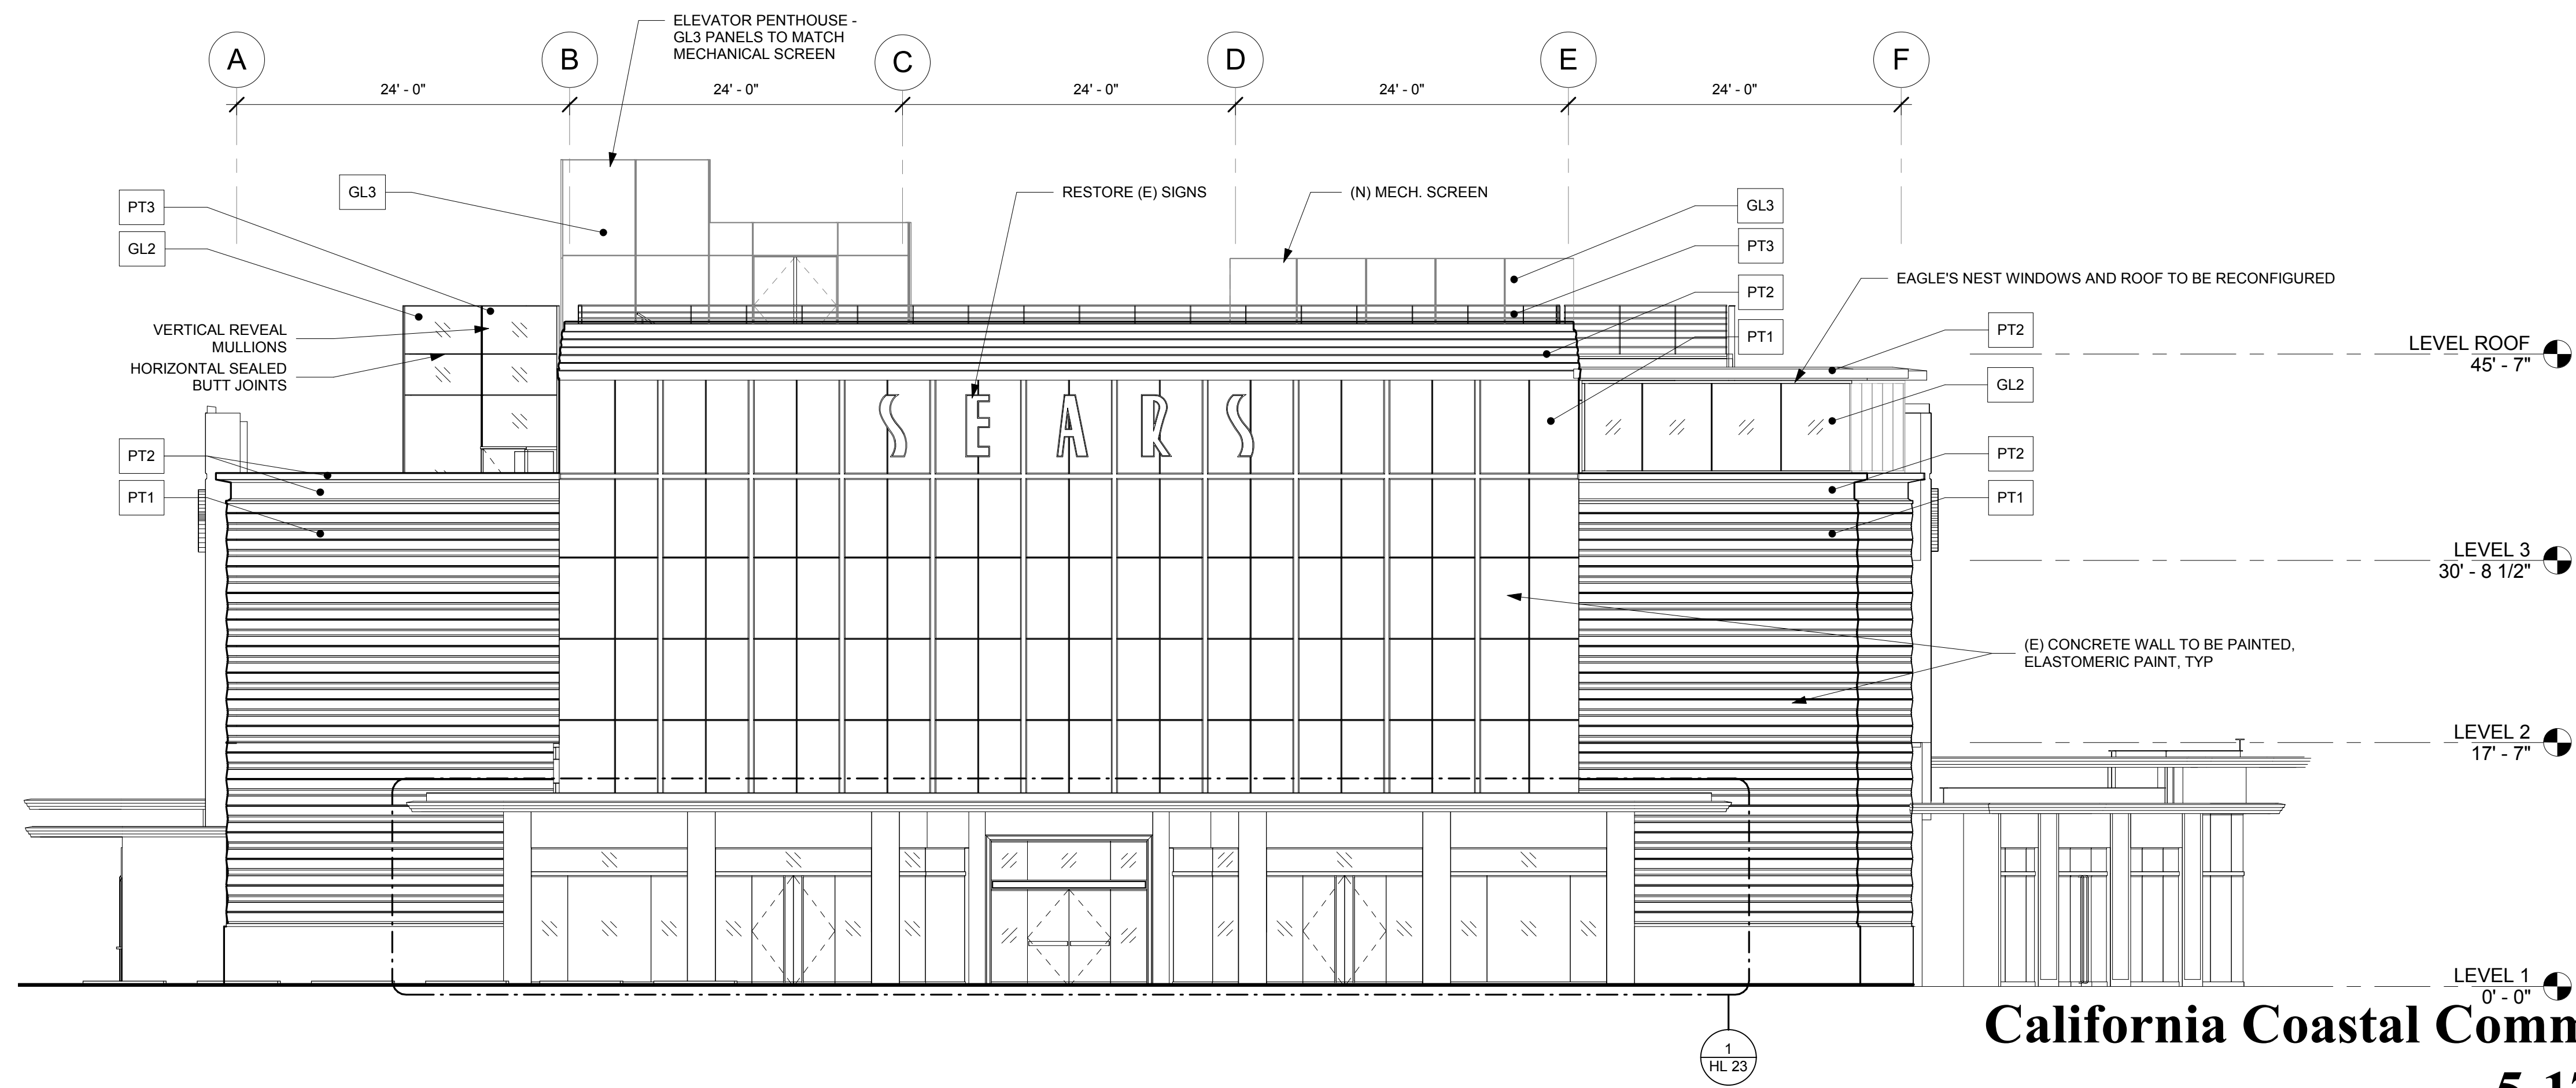 ELEVATOR PENTHOUSE -
GL3 PANELS TO MATCH
MECHANICAL SCREEN
A
B
C
D
E
F
24' - 0"
24' - 0"
24' - 0"
24' - 0"
24' - 0"
GL3
PT3
GL2
RESTORE (E) SIGNS
(N) MECH. SCREEN
GL3
PT3
PT2
PT1
EAGLE'S NEST WINDOWS AND ROOF TO BE RECONFIGURED
VERTICAL REVEAL
MULLIONS
HORIZONTAL SEALED
BUTT JOINTS
PT2
GL2
LEVEL ROOF
45' - 7"
SEARS
PT2
PT1
PT2
PT1
LEVEL 3
30' - 8 1/2"
(E) CONCRETE WALL TO BE PAINTED,
ELASTOMERIC PAINT, TYP
LEVEL 2
17' - 7"
LEVEL 1
0' - 0"
California Coastal
1
HL 23